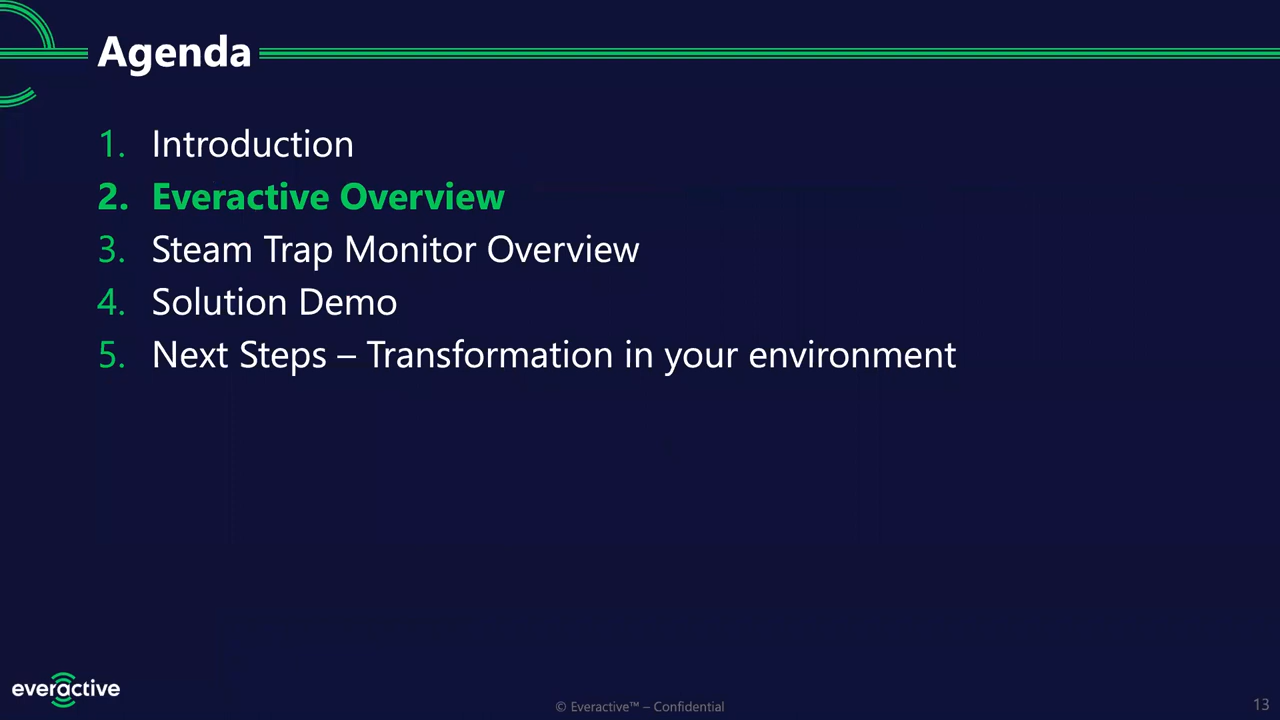 Agenda
1. Introduction
2. Everactive Overview
3. Steam Trap Monitor Overview
4. Solution Demo
5. Next Steps – Transformation in your environment
everactive
© Everactive™ – Confidential
13